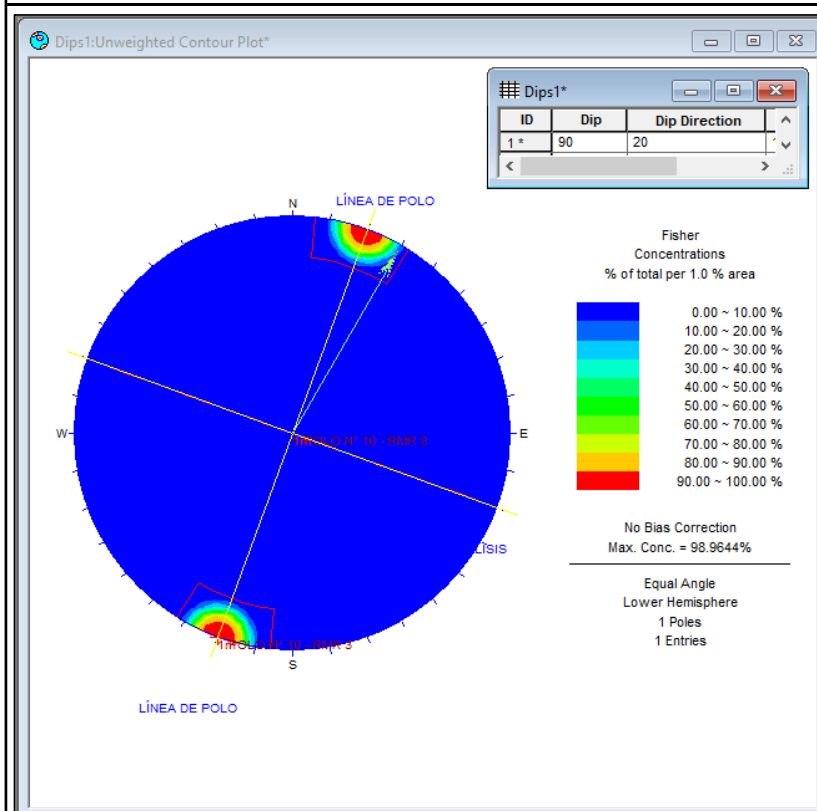 Dips1:Unweighted Contour Plot*
Dips1*
ID Dip Dip Direction
1 * 90 20
N
LÍNEA DE POLO
W
E
LISIS
S
LÍNEA DE POLO
Fisher
Concentrations
% of total per 1.0 % area
0.00 ~ 10.00 %
10.00 ~ 20.00 %
20.00 ~ 30.00 %
30.00 ~ 40.00 %
40.00 ~ 50.00 %
50.00 ~ 60.00 %
60.00 ~ 70.00 %
70.00 ~ 80.00 %
80.00 ~ 90.00 %
90.00 ~ 100.00 %
No Bias Correction
Max. Conc. = 98.9644%
Equal Angle
Lower Hemisphere
1 Poles
1 Entries